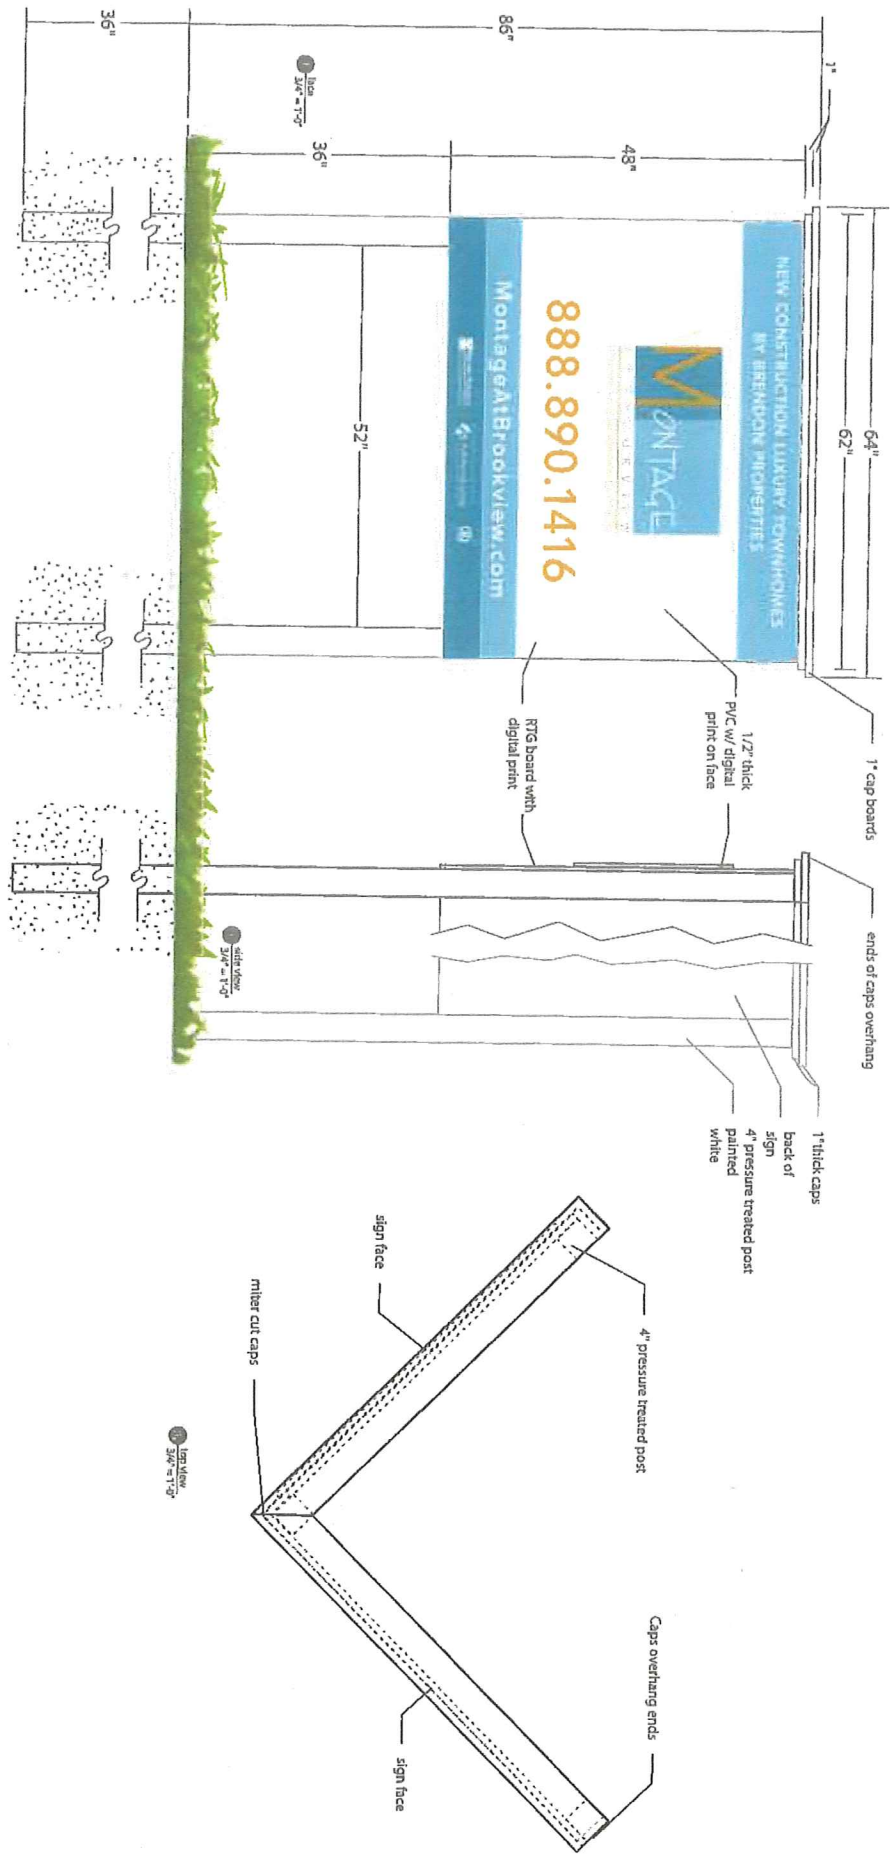 64"
62"
1"
86"
48"
36"
36"
52"
NEW CONSTRUCTION LUXURY TOWNHOMES
BY BRENDON PROPERTIES
MONTAGE
888.890.1416
MontageAtBrookview.com
1" cap boards
ends of caps overhang
1/2" thick
PVC w/ digital
print on face
RTG board with
digital print
1" thick caps
back of
sign
4" pressure treated post
painted
white
face
3/4" = 1'-0"
side view
3/4" = 1'-0"
4" pressure treated post
Caps overhang ends
sign face
sign face
miter cut caps
top view
3/4" = 1'-0"